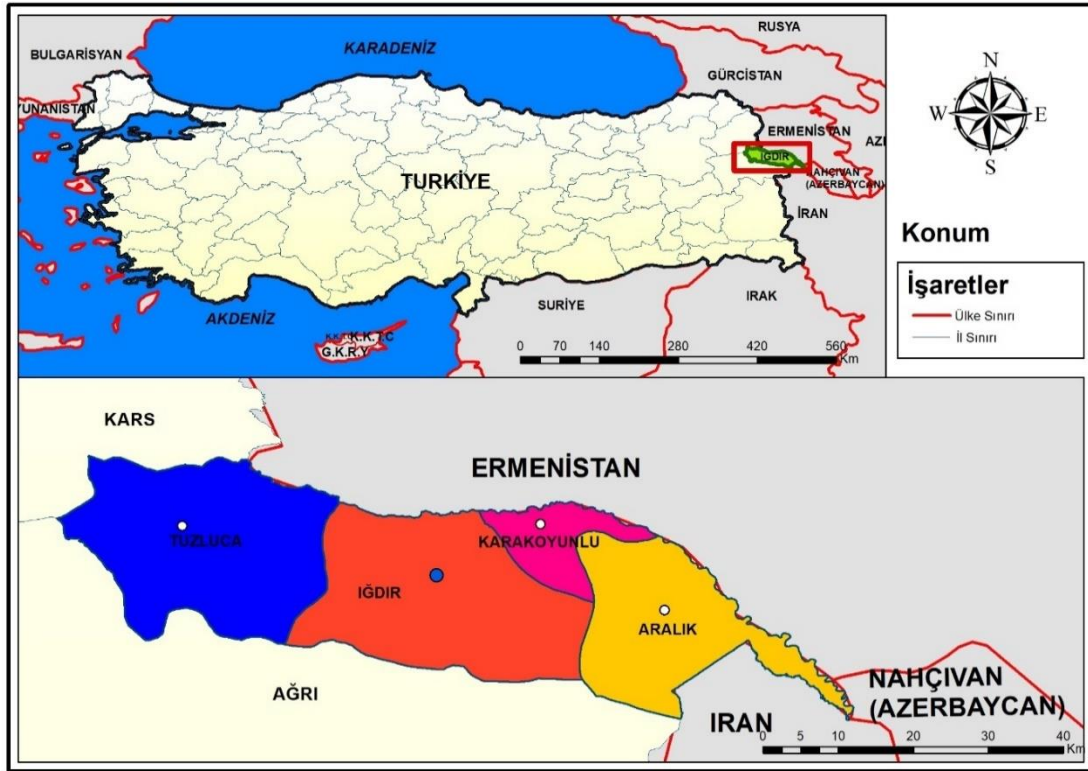 BULGARİSYAN
YUNANİSTAN
KARADENİZ
RUSYA
GÜRCİSTAN
ERMENİSTAN
AZE
IĞDIR
NAHÇIVAN
(AZERBAYCAN)
TURKİYE
İRAN
SURİYE
IRAK
AKDENİZ
K.K.T.C
G.K.R.Y
0 70 140 280 420 560
Km
N
W E
S
Konum
İşaretler
Ülke Sınırı
İl Sınırı
KARS
ERMENİSTAN
TUZLUCA
KARAKOYUNLU
IĞDIR
ARALIK
AĞRI
IRAN
NAHÇIVAN
(AZERBAYCAN)
0 5 10 20 30 40
Km